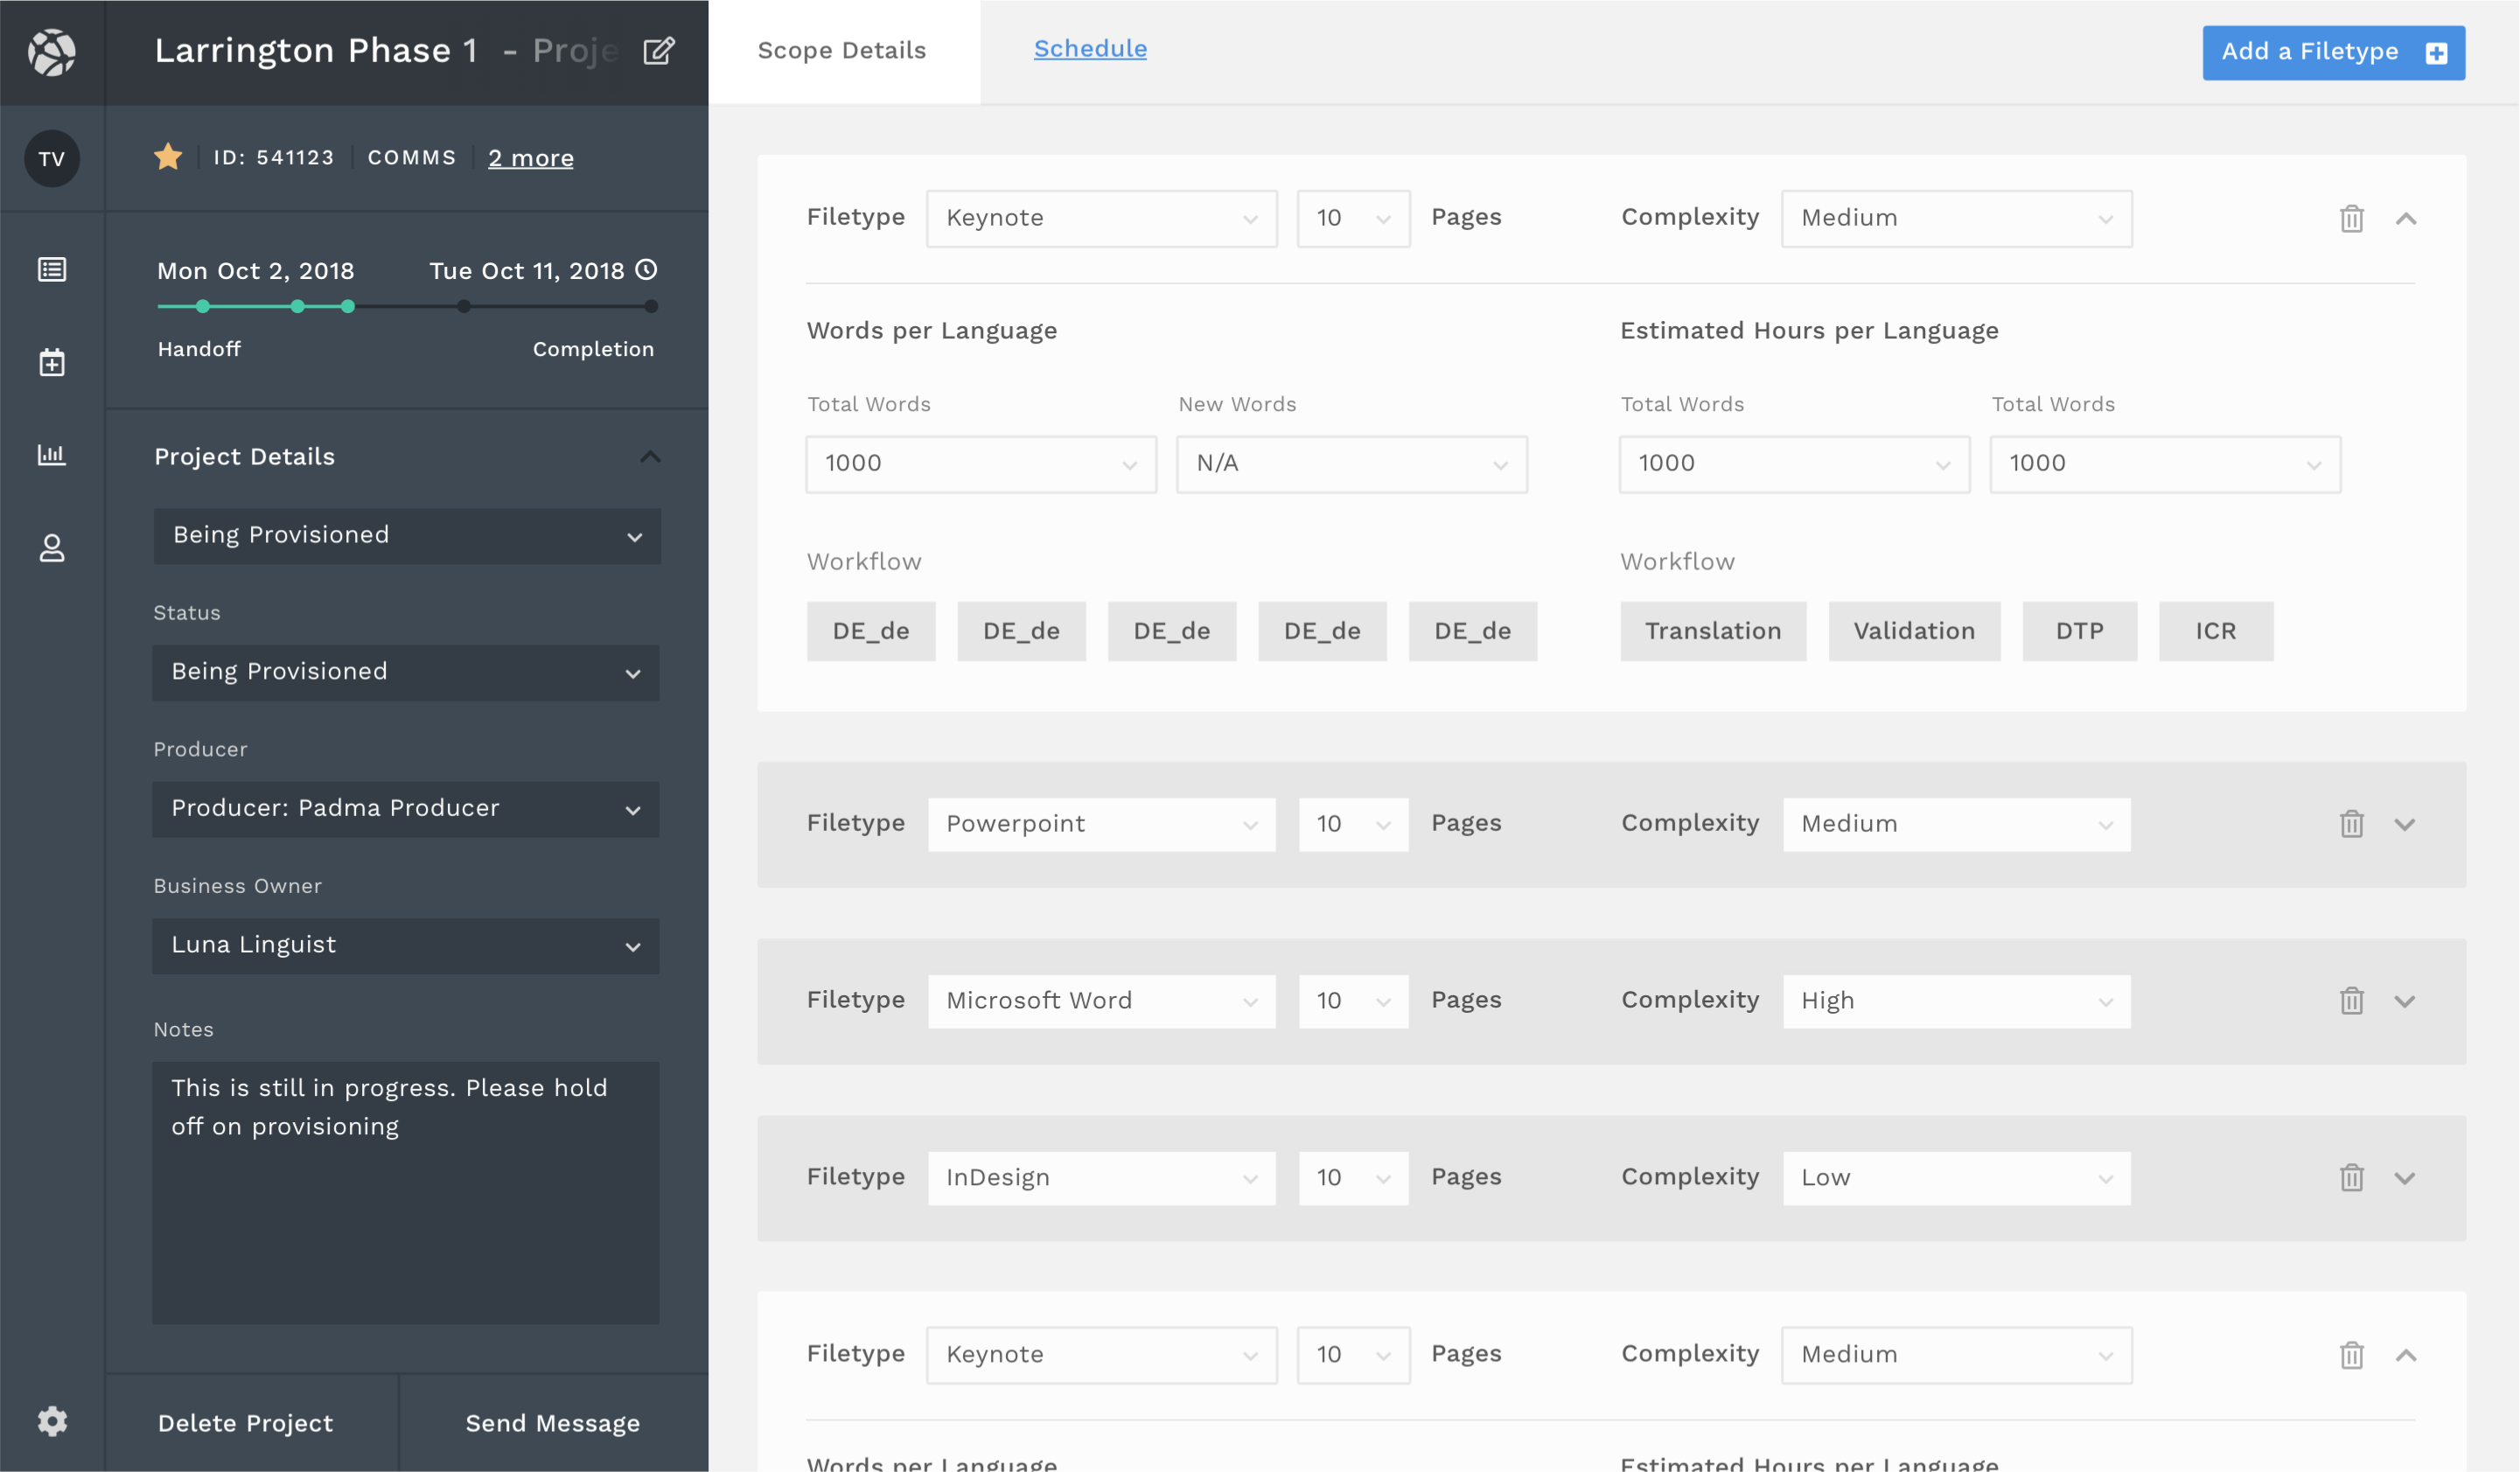 Larrington Phase 1 - Proje
TV
ID: 541123 COMMS 2 more
Mon Oct 2, 2018 Tue Oct 11, 2018
Handoff Completion
Project Details
Being Provisioned
Status
Being Provisioned
Producer
Producer: Padma Producer
Business Owner
Luna Linguist
Notes
This is still in progress. Please hold
off on provisioning
Delete Project Send Message
Scope Details Schedule Add a Filetype
Filetype Keynote 10 Pages Complexity Medium
Words per Language Estimated Hours per Language
Total Words New Words Total Words Total Words
1000 N/A 1000 1000
Workflow Workflow
DE_de DE_de DE_de DE_de DE_de Translation Validation DTP ICR
Filetype Powerpoint 10 Pages Complexity Medium
Filetype Microsoft Word 10 Pages Complexity High
Filetype InDesign 10 Pages Complexity Low
Filetype Keynote 10 Pages Complexity Medium
Words per Language Estimated Hours per Language